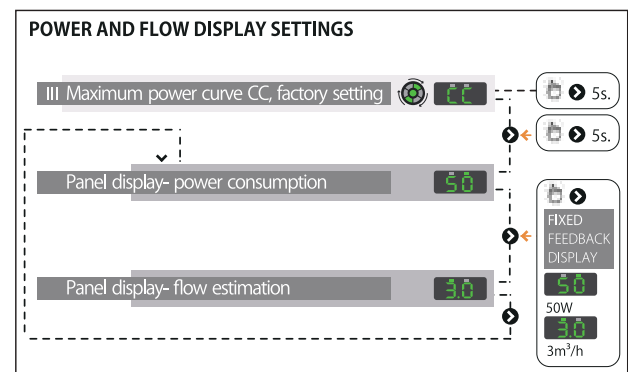 POWER AND FLOW DISPLAY SETTINGS
III Maximum power curve CC, factory setting
CC
5s.
5s.
Panel display- power consumption
50
FIXED
FEEDBACK
DISPLAY
50
50W
3.0
3m³/h
Panel display- flow estimation
3.0